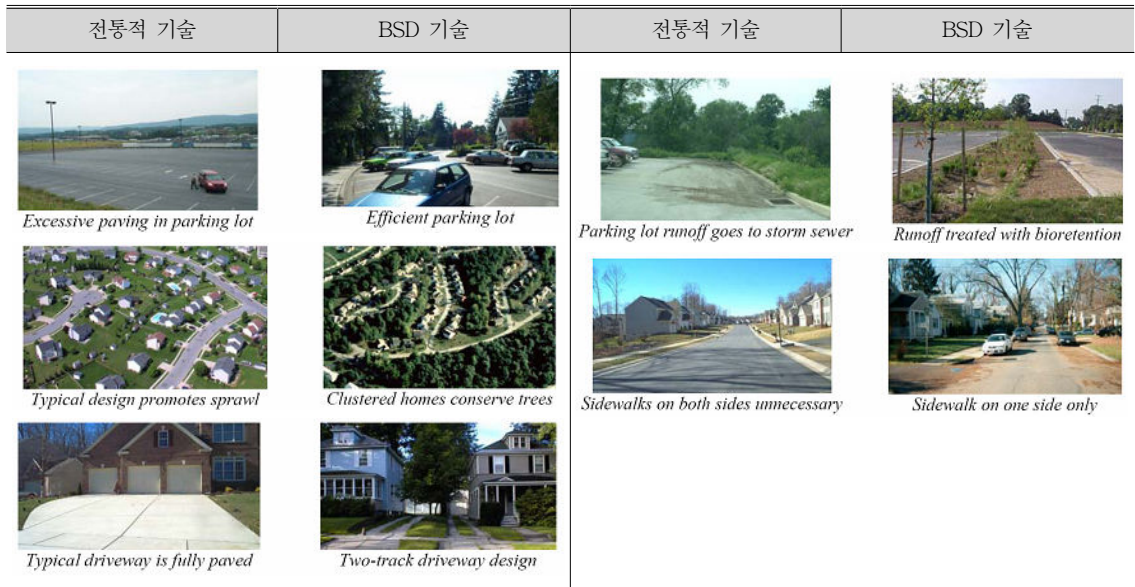 전통적 기술
BSD 기술
전통적 기술
BSD 기술
Excessive paving in parking lot
Efficient parking lot
Parking lot runoff goes to storm sewer
Runoff treated with bioretention
Typical design promotes sprawl
Clustered homes conserve trees
Sidewalks on both sides unnecessary
Sidewalk on one side only
Typical driveway is fully paved
Two-track driveway design